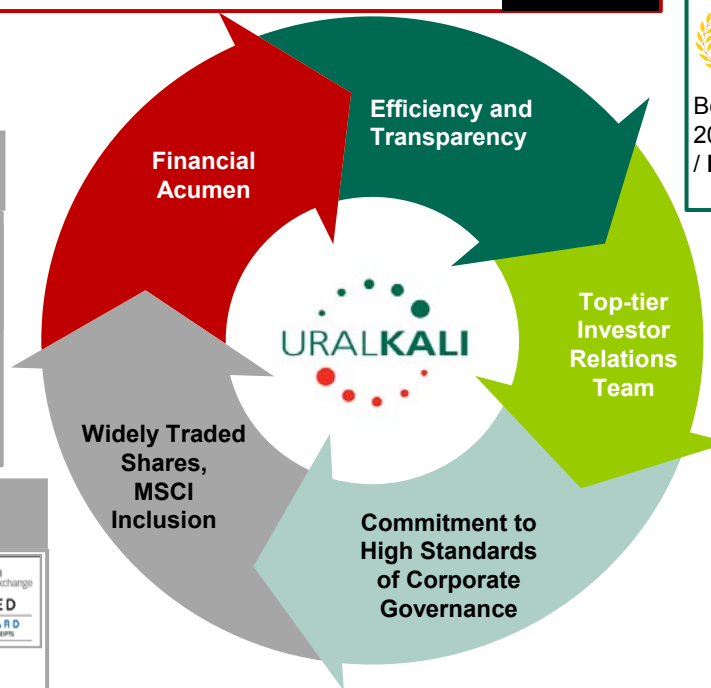 Efficiency and
Transparency
Financial
Acumen
20
/
URALKALI
Top-tier
Investor
Relations
Team
Widely Traded
Shares,
MSCI
Inclusion
Commitment to
High Standards
of Corporate
Governance